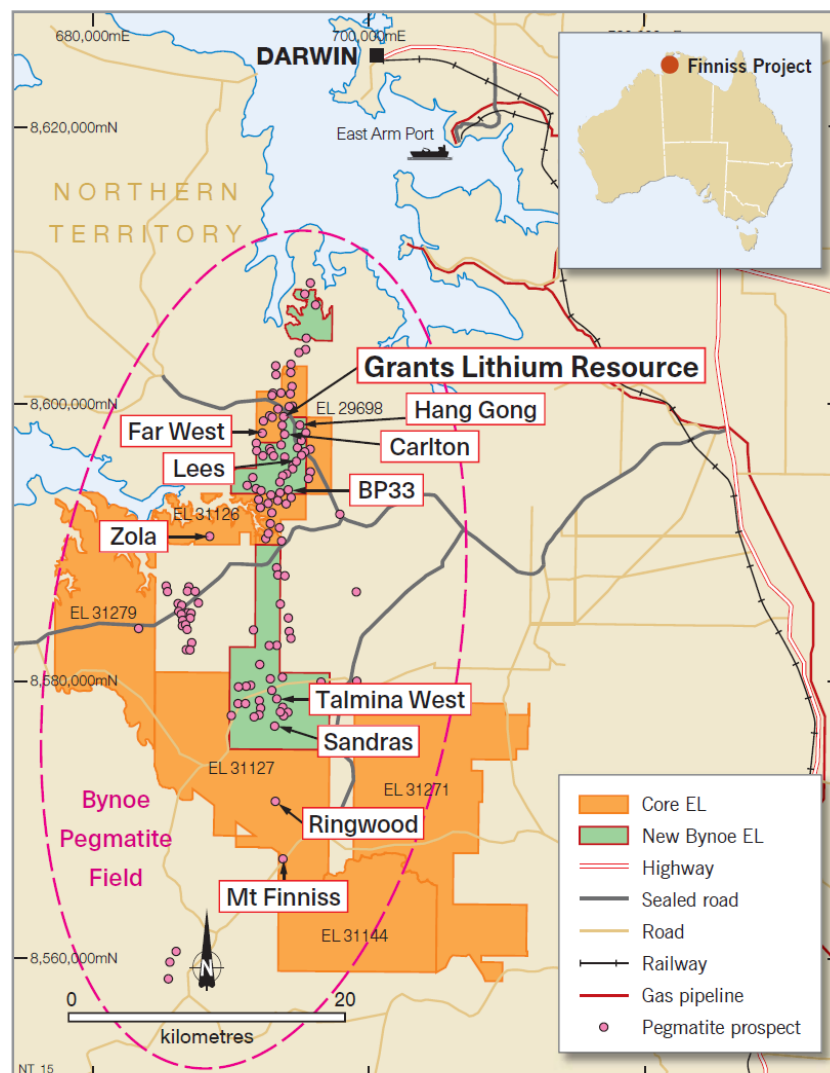 680,000mE
700,000mE
DARWIN
Finniss Project
8,620,000mN
East Arm Port
NORTHERN
TERRITORY
Grants Lithium Resource
8,600,000mN
EL 29698
Hang Gong
Far West
Carlton
Lees
BP33
EL 31126
Zola
EL 31279
8,580,000mN
Talmina West
Sandras
EL 31127
EL 31271
Bynoe
Pegmatite
Field
Ringwood
Mt Finniss
EL 31144
8,560,000mN
N
0 20
kilometres
NT_15
Core EL
New Bynoe EL
Highway
Sealed road
Road
Railway
Gas pipeline
Pegmatite prospect